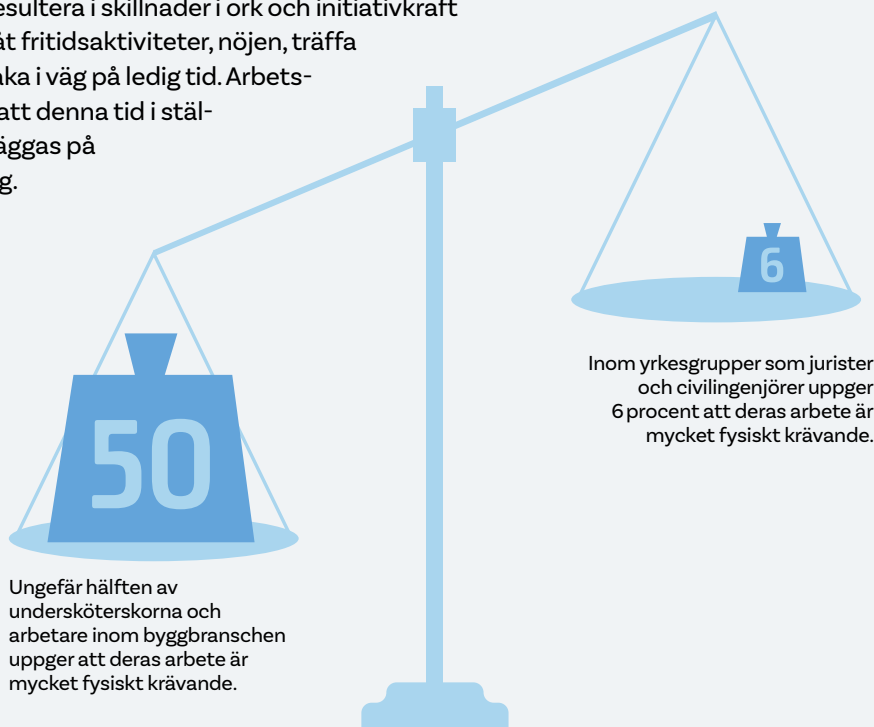 esultera i skillnader i ork och initiativkraft
åt fritidsaktiviteter, nöjen, träffa
aka i väg på ledig tid. Arbets-
att denna tid i stäl-
äggas på
g.
6
Inom yrkesgrupper som jurister
och civilingenjörer uppger
6 procent att deras arbete är
mycket fysiskt krävande.
50
Ungefär hälften av
undersköterskorna och
arbetare inom byggbranschen
uppger att deras arbete är
mycket fysiskt krävande.